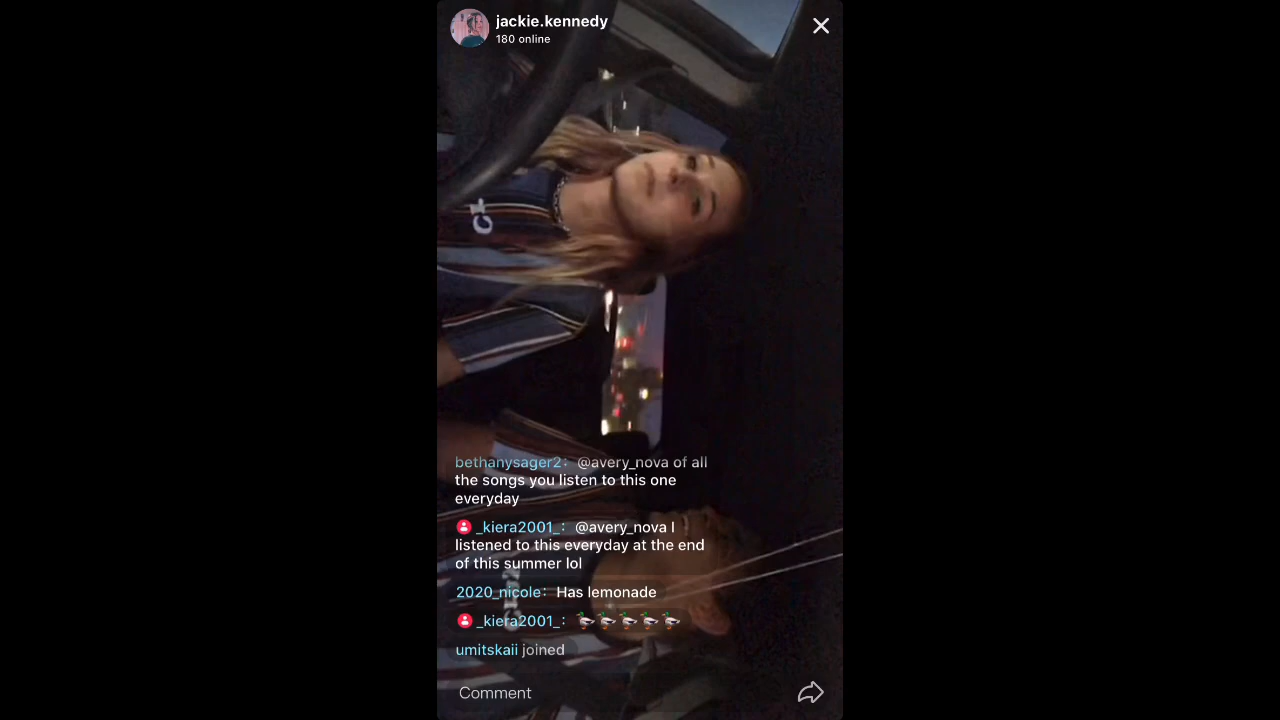 jackie.kennedy
180 online
bethanysager2: @avery_nova of all
the songs you listen to this one
everyday
_kiera2001_: @avery_nova I
listened to this everyday at the end
of this summer lol
2020_nicole: Has lemonade
_kiera2001_: 🦆🦆🦆🦆🦆
umitskaii joined
Comment